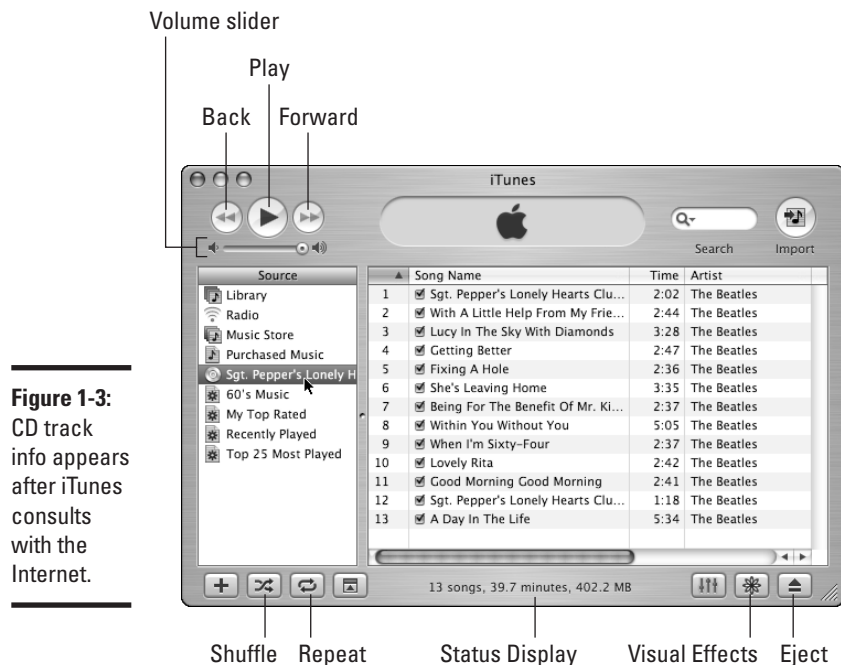 Volume slider
Play
Back Forward
iTunes
Search Import
Source
Library
Radio
Music Store
Purchased Music
Sgt. Pepper's Lonely H
60's Music
My Top Rated
Recently Played
Top 25 Most Played
Song Name Time Artist
1 Sgt. Pepper's Lonely Hearts Clu... 2:02 The Beatles
2 With A Little Help From My Frie... 2:44 The Beatles
3 Lucy In The Sky With Diamonds 3:28 The Beatles
4 Getting Better 2:47 The Beatles
5 Fixing A Hole 2:36 The Beatles
6 She's Leaving Home 3:35 The Beatles
7 Being For The Benefit Of Mr. Ki... 2:37 The Beatles
8 Within You Without You 5:05 The Beatles
9 When I'm Sixty-Four 2:37 The Beatles
10 Lovely Rita 2:42 The Beatles
11 Good Morning Good Morning 2:41 The Beatles
12 Sgt. Pepper's Lonely Hearts Clu... 1:18 The Beatles
13 A Day In The Life 5:34 The Beatles
13 songs, 39.7 minutes, 402.2 MB
Shuffle Repeat Status Display Visual Effects Eject
Figure 1-3:
CD track
info appears
after iTunes
consults
with the
Internet.